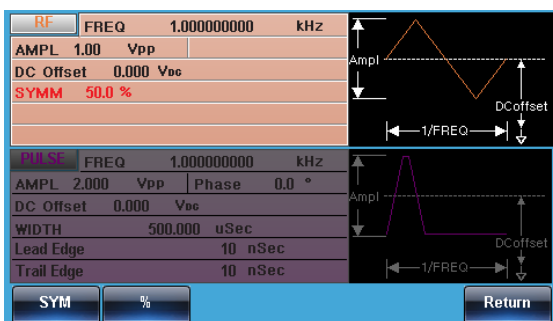 RF FREQ 1.000000000 kHz
AMPL 1.00 Vpp
DC Offset 0.000 VDC
SYMM 50.0 %
Ampl
DCoffset
1/FREQ
PULSE FREQ 1.000000000 kHz
AMPL 2.000 Vpp Phase 0.0 °
DC Offset 0.000 VDC
WIDTH 500.000 uSec
Lead Edge 10 nSec
Trail Edge 10 nSec
Ampl
DCoffset
1/FREQ
SYM % Return